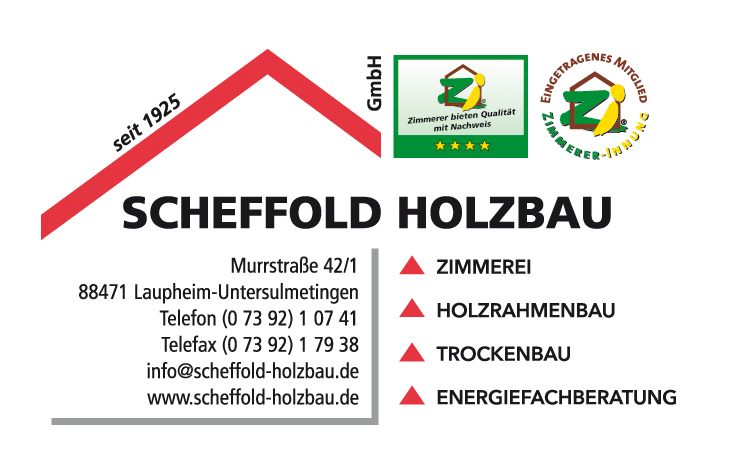 seit 1925
GmbH
Zimmerer bieten Qualität
mit Nachweis
EINGETRAGENES MITGLIED
ZIMMERER-INNUNG
SCHEFFOLD HOLZBAU
Murrstraße 42/1
88471 Laupheim-Untersulmetingen
Telefon (0 73 92) 1 07 41
Telefax (0 73 92) 1 79 38
info@scheffold-holzbau.de
www.scheffold-holzbau.de
ZIMMEREI
HOLZRAHMENBAU
TROCKENBAU
ENERGIEFACHBERATUNG